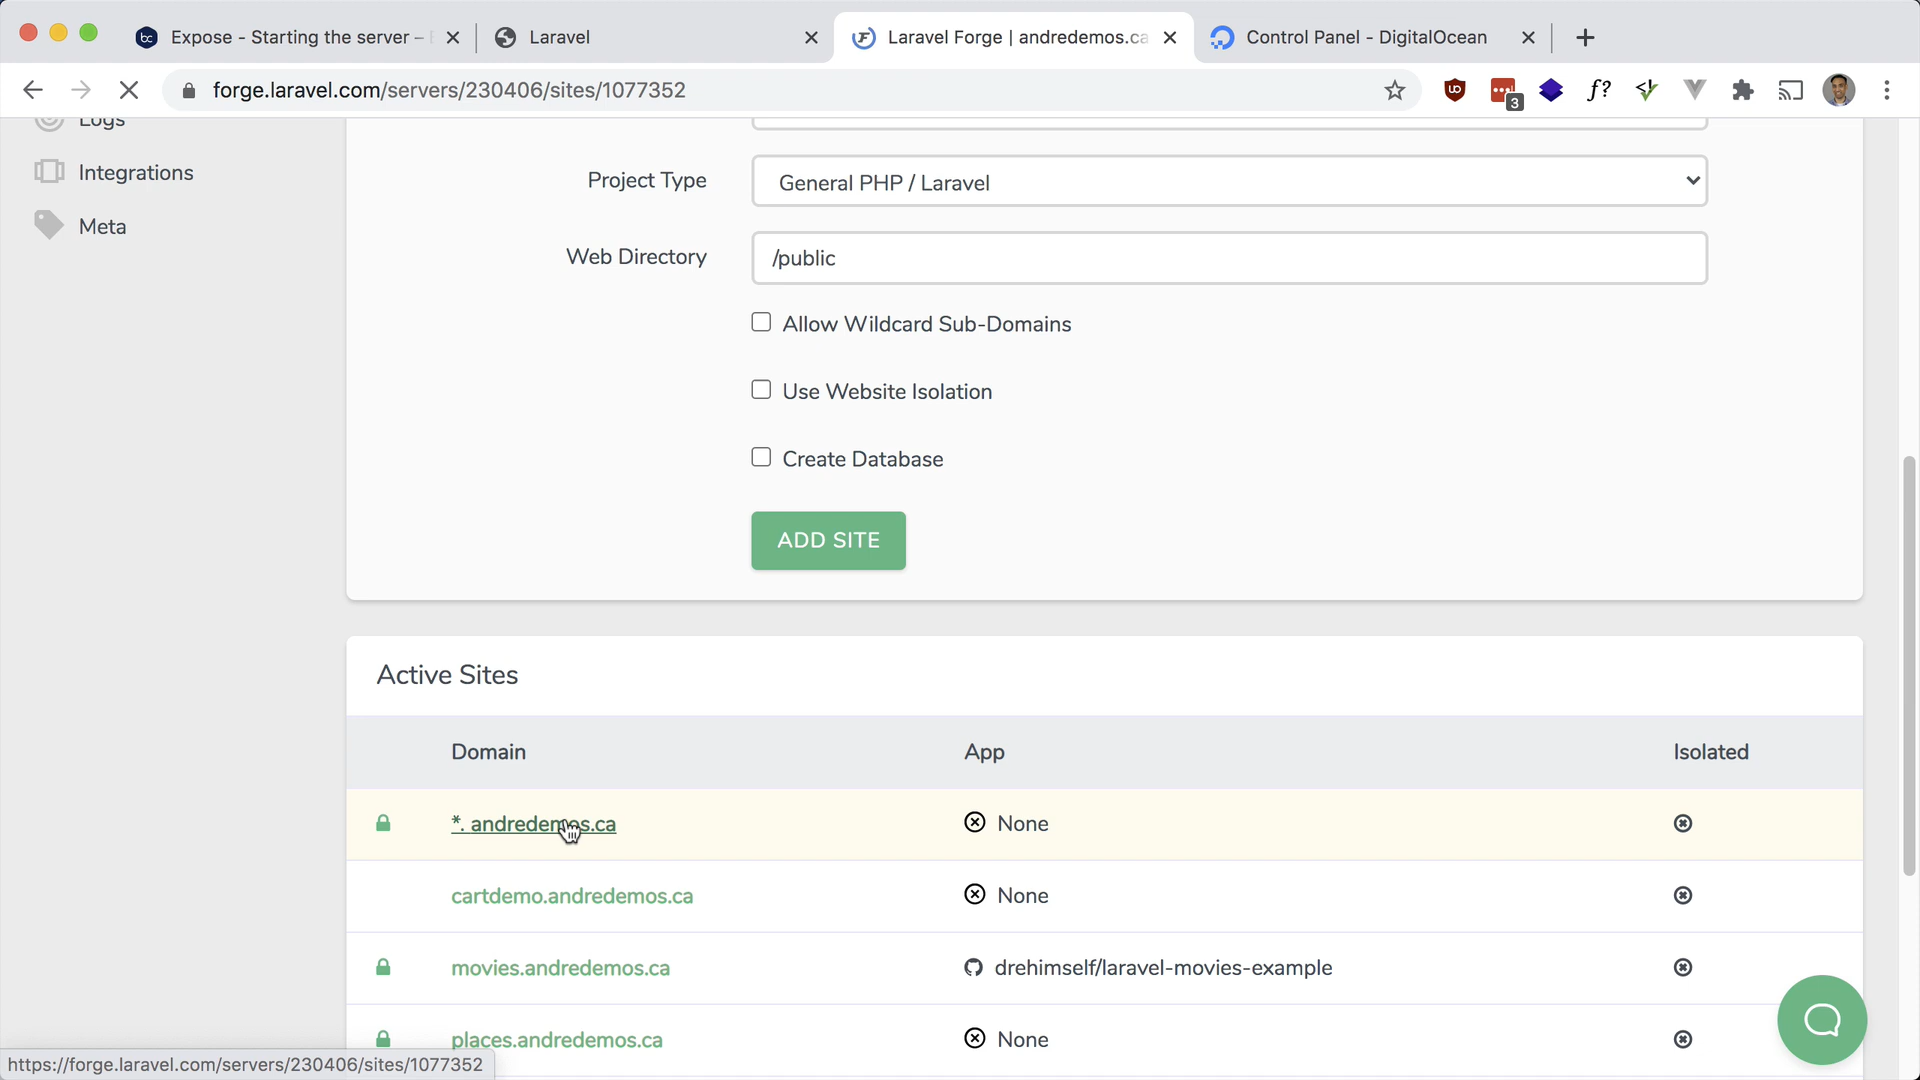 Expose - Starting the server –
Laravel
Laravel Forge | andredemos.ca
Control Panel - DigitalOcean
forge.laravel.com/servers/230406/sites/1077352
3
f?
Logs
Integrations
Meta
Project Type
General PHP / Laravel
Web Directory
/public
Allow Wildcard Sub-Domains
Use Website Isolation
Create Database
ADD SITE
Active Sites
Domain
App
Isolated
*. andredemos.ca
None
cartdemo.andredemos.ca
None
movies.andredemos.ca
drehimself/laravel-movies-example
places.andredemos.ca
None
https://forge.laravel.com/servers/230406/sites/1077352